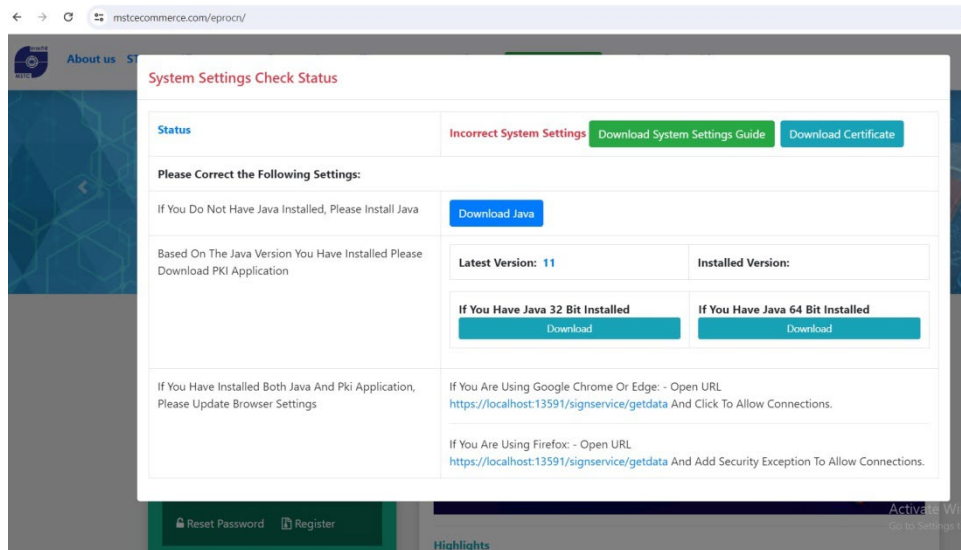 mstcecommerce.com/eprocn/
MSTC
About us ST
System Settings Check Status
Status
Incorrect System Settings Download System Settings Guide Download Certificate
Please Correct the Following Settings:
If You Do Not Have Java Installed, Please Install Java
Download Java
Based On The Java Version You Have Installed Please
Download PKI Application
Latest Version: 11 Installed Version:
If You Have Java 32 Bit Installed If You Have Java 64 Bit Installed
Download Download
If You Have Installed Both Java And Pki Application,
Please Update Browser Settings
If You Are Using Google Chrome Or Edge: - Open URL
https://localhost:13591/signservice/getdata And Click To Allow Connections.
If You Are Using Firefox: - Open URL
https://localhost:13591/signservice/getdata And Add Security Exception To Allow Connections.
Reset Password Register
Activate Wi
Go to Settings t
Highlights